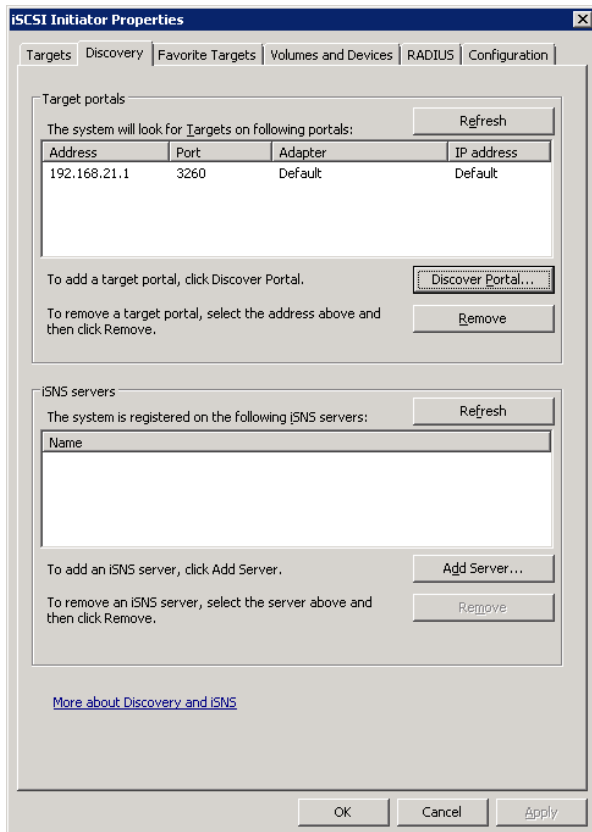 iSCSI Initiator Properties
Targets Discovery Favorite Targets Volumes and Devices RADIUS Configuration
Target portals
The system will look for Targets on following portals:
Refresh
Address Port Adapter IP address
192.168.21.1 3260 Default Default
To add a target portal, click Discover Portal.
Discover Portal...
To remove a target portal, select the address above and
then click Remove.
Remove
iSNS servers
The system is registered on the following iSNS servers:
Refresh
Name
To add an iSNS server, click Add Server.
Add Server...
To remove an iSNS server, select the server above and
then click Remove.
Remove
More about Discovery and iSNS
OK Cancel Apply